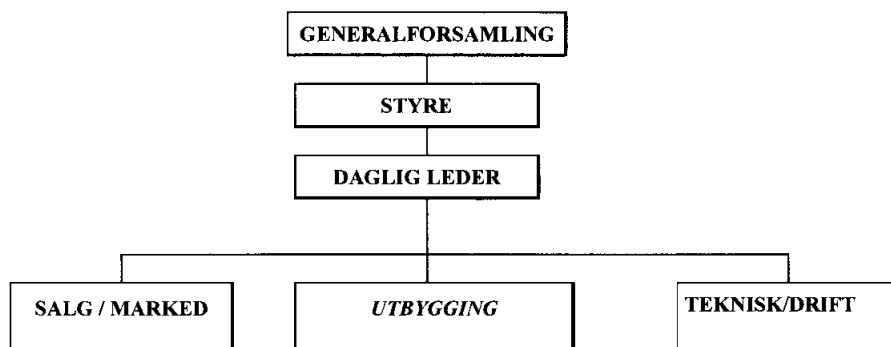 GENERALFORSAMLING
STYRE
DAGLIG LEDER
SALG / MARKED
UTBYGGING
TEKNISK/DRIFT